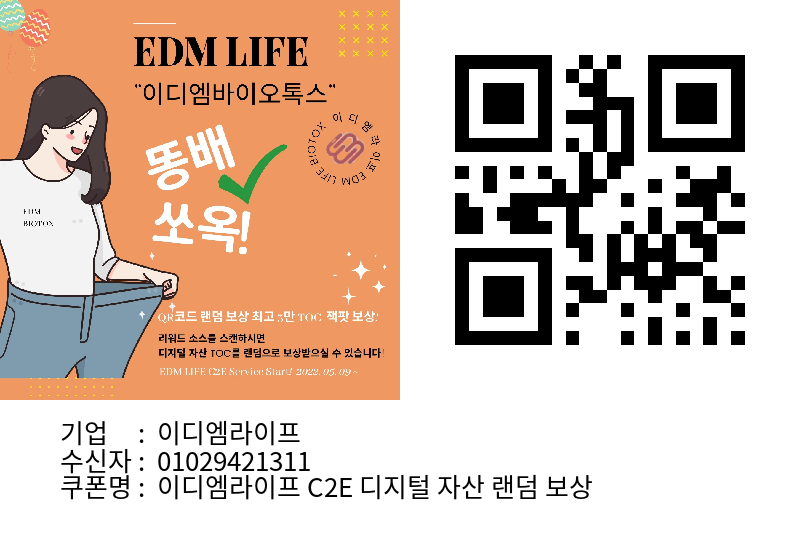 EDM LIFE
"이디엠바이오톡스"
이 디 엠 라 이 프 EDM LIFE BIOTOX
똥배
쏘옥!
EDM
BIOTOX
QR코드 랜덤 보상 최고 5만 TOC 잭팟 보상!
리워드 소스를 스캔하시면
디지털 자산 TOC를 랜덤으로 보상받으실 수 있습니다!
EDM LIFE C2E Service Start! 2022. 05. 09 ~
기업 : 이디엠라이프
수신자 : 01029421311
쿠폰명 : 이디엠라이프 C2E 디지털 자산 랜덤 보상